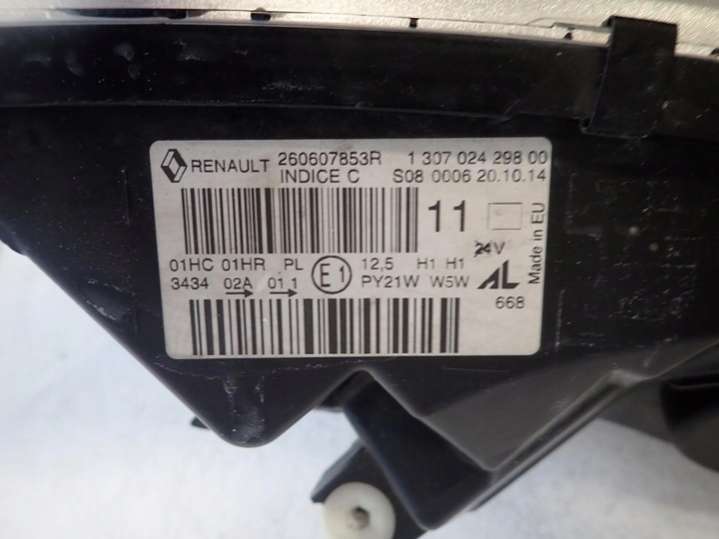 RENAULT 260607853R 1 307 024 298 00
INDICE C S08 0006 20.10.14
11
24V
01HC 01HR PL E1 12,5 H1 H1
3434 02A 01 1 PY21W W5W AL
668
Made in EU